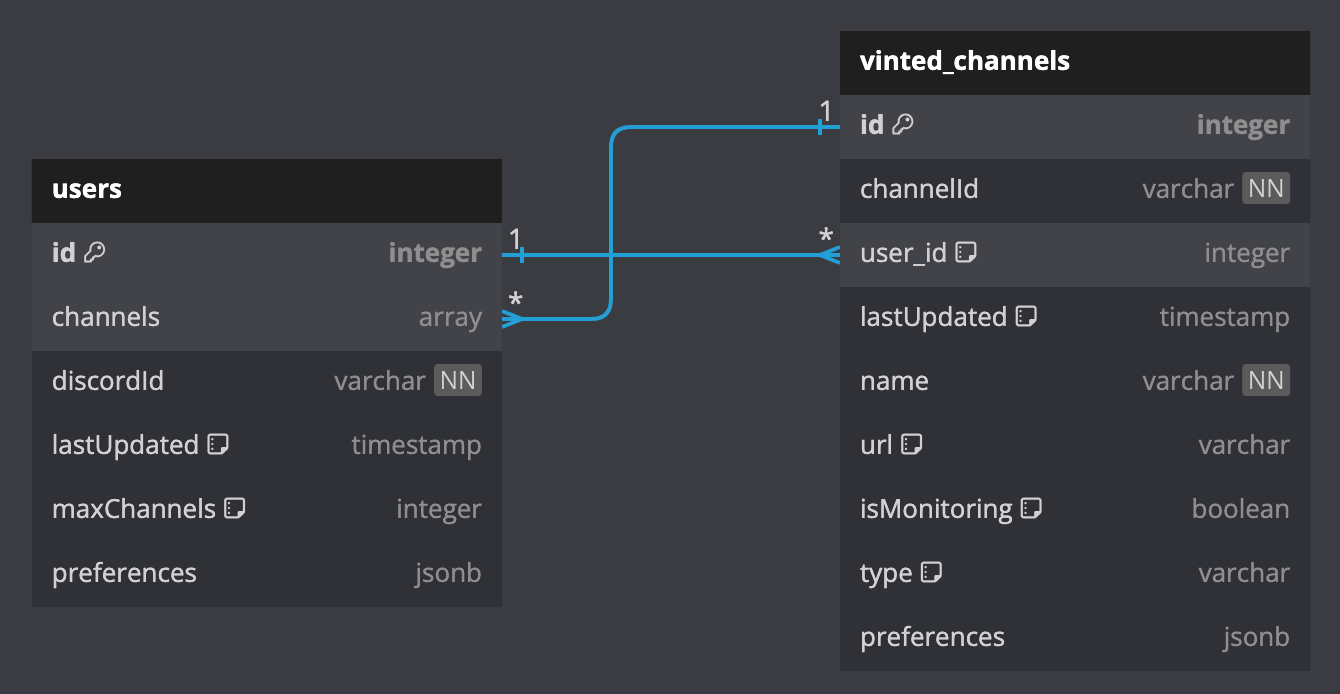 users
id integer
channels array
discordId varchar NN
lastUpdated timestamp
maxChannels integer
preferences jsonb
1
*
1
*
vinted_channels
id integer
channelId varchar NN
user_id integer
lastUpdated timestamp
name varchar NN
url varchar
isMonitoring boolean
type varchar
preferences jsonb